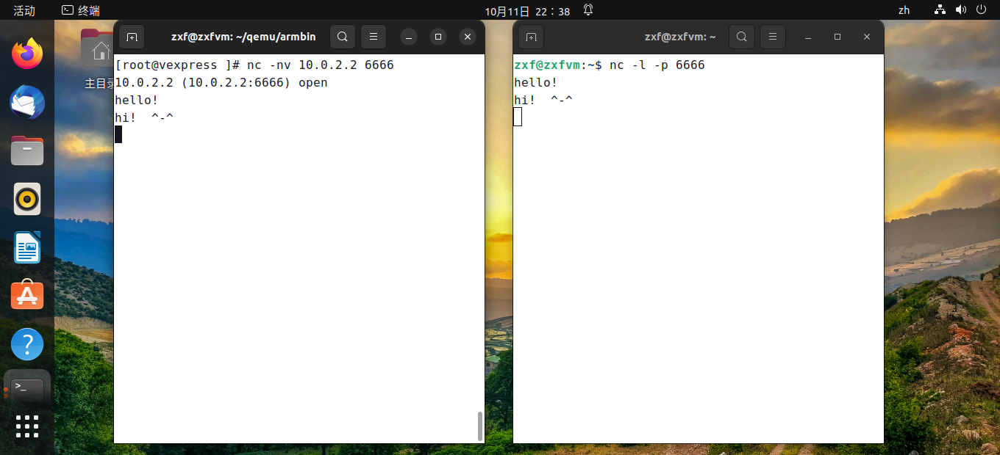 活动
终端
10月11日 22：38
zh
主目录
zxf@zxfvm: ~/qemu/armbin
[root@vexpress ]# nc -nv 10.0.2.2 6666
10.0.2.2 (10.0.2.2:6666) open
hello!
hi!  ^-^
zxf@zxfvm: ~
zxf@zxfvm:~$ nc -l -p 6666
hello!
hi!  ^-^